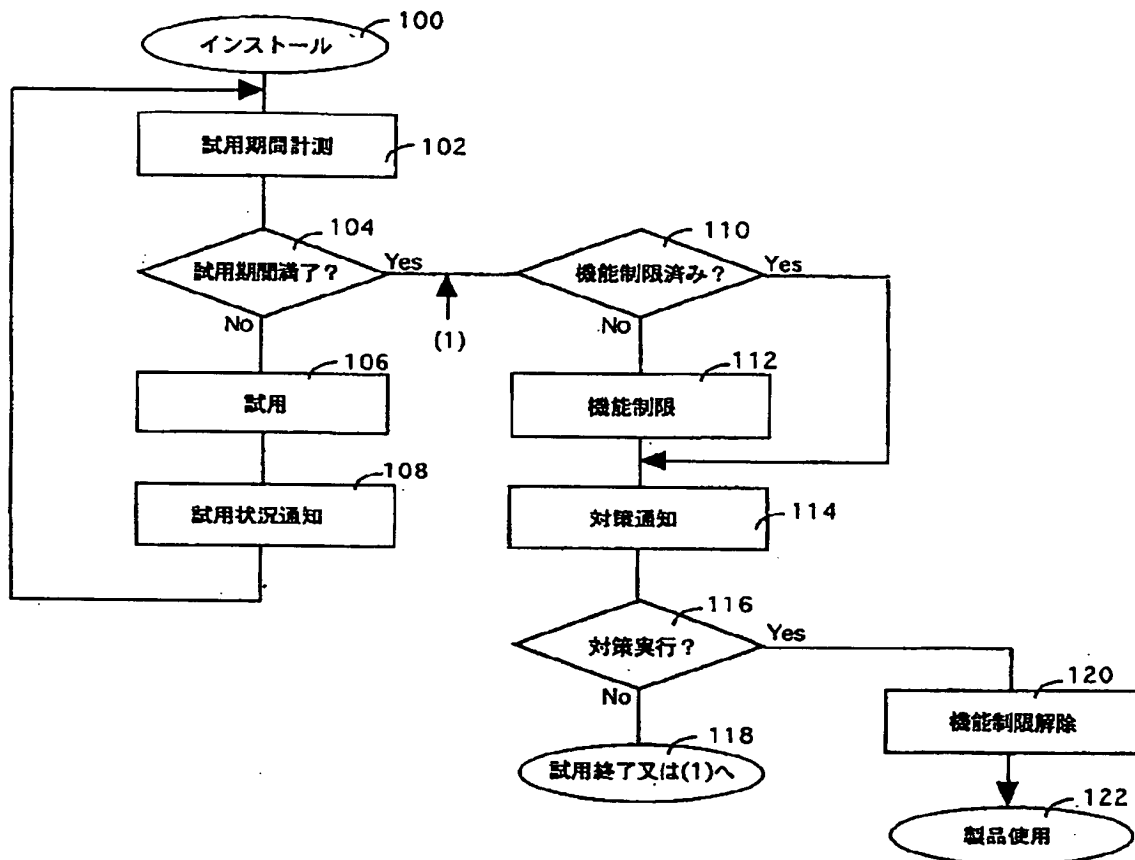 インストール
100
試用期間計測
102
104
試用期間満了?
Yes
No
(1)
110
機能制限済み?
Yes
No
106
試用
112
機能制限
108
試用状況通知
対策通知
114
116
対策実行?
Yes
No
118
試用終了又は(1)へ
120
機能制限解除
122
製品使用